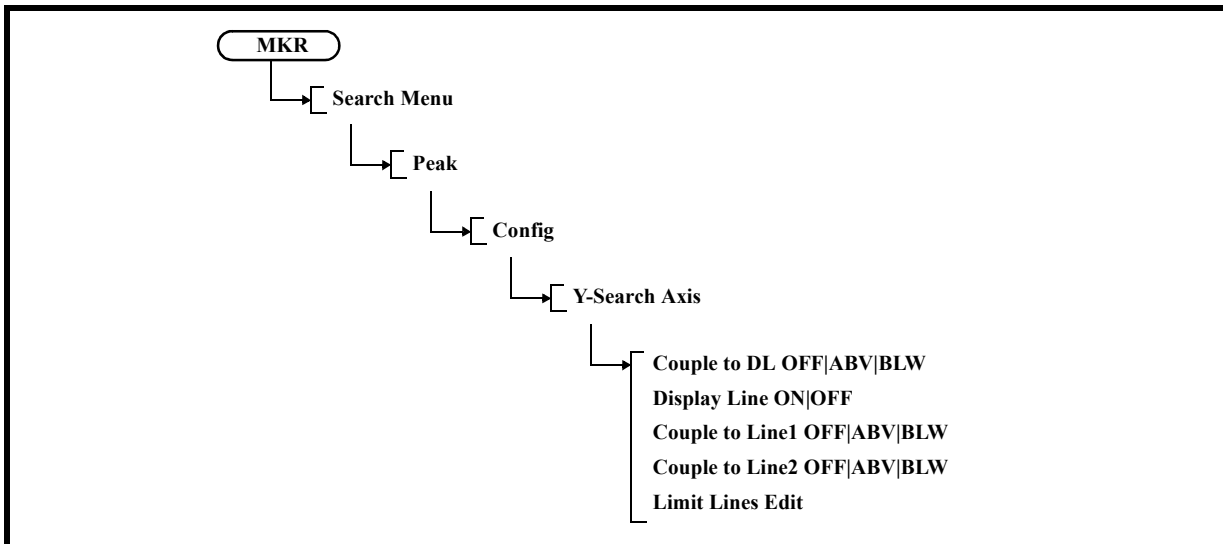 MKR
Search Menu
Peak
Config
Y-Search Axis
Couple to DL OFF|ABV|BLW
Display Line ON|OFF
Couple to Line1 OFF|ABV|BLW
Couple to Line2 OFF|ABV|BLW
Limit Lines Edit